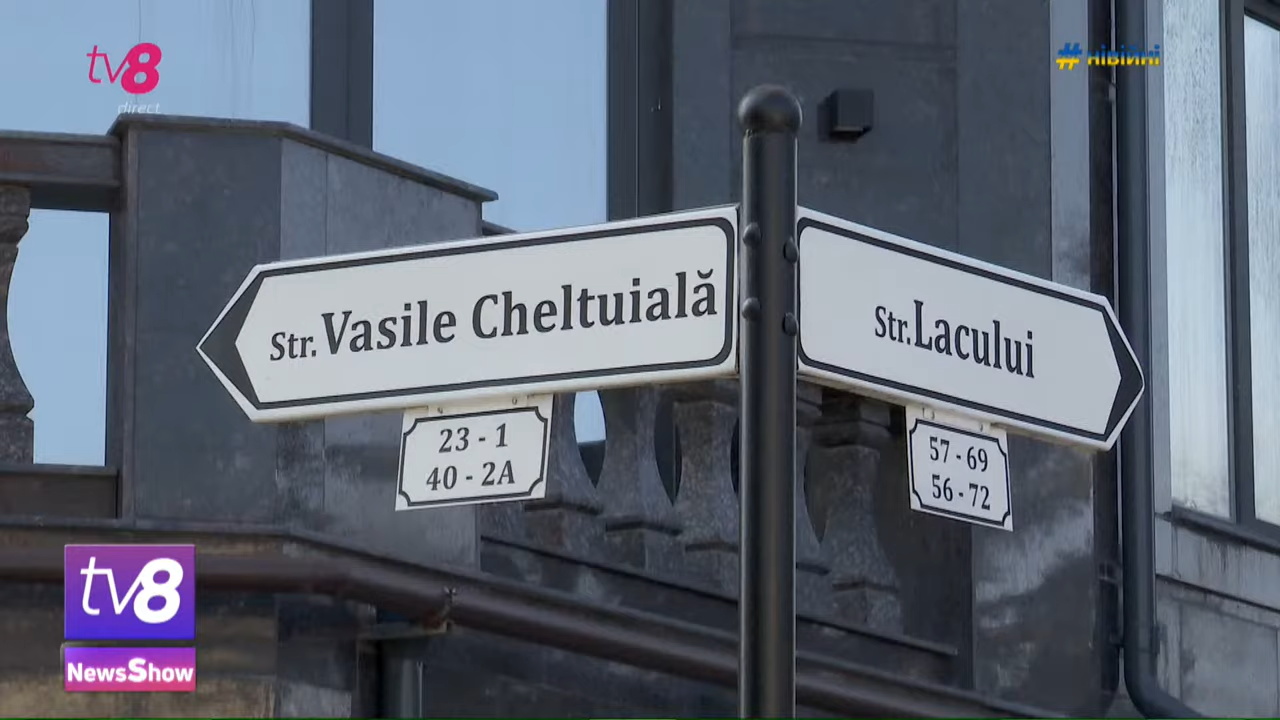 tv8
direct
#нівійні
Str. Vasile Cheltuială
Str. Lacului
23 - 1
40 - 2A
57 - 69
56 - 72
tv8
NewsShow